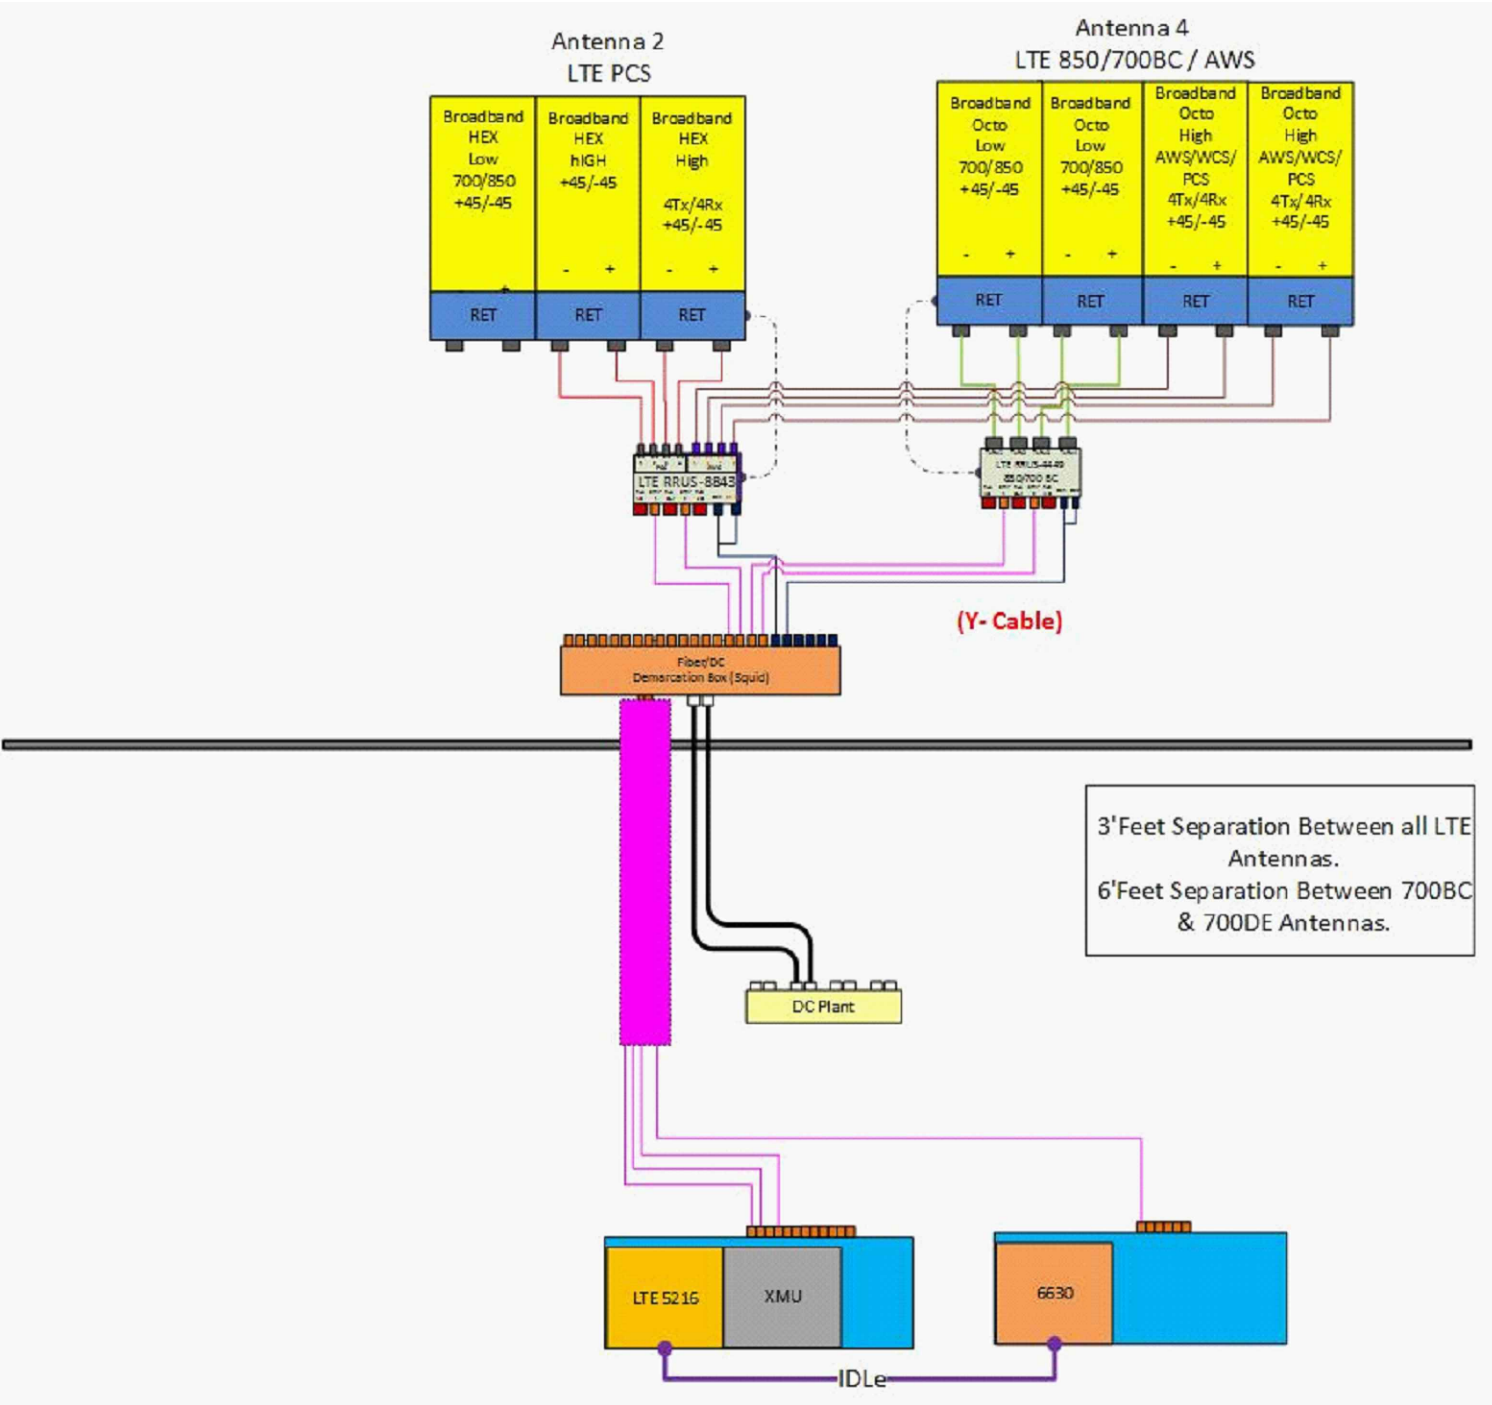 Antenna 2
LTE PCS
Antenna 4
LTE 850/700BC / AWS
Broadband
HEX
Low
700/850
+45/-45
+
RET
Broadband
HEX
hIGH
+45/-45
- +
RET
Broadband
HEX
High
4Tx/4Rx
+45/-45
- +
RET
Broadband
Octo
Low
700/850
+45/-45
- +
RET
Broadband
Octo
Low
700/850
+45/-45
- +
RET
Broadband
Octo
High
AWS/WCS/
PCS
4Tx/4Rx
+45/-45
- +
RET
Broadband
Octo
High
AWS/WCS/
PCS
4Tx/4Rx
+45/-45
- +
RET
LTE RRUS-8843
LTE RRUS-4449
850/700 BC
(Y- Cable)
Fiber/DC
Demarcation Box (Squid)
3'Feet Separation Between all LTE
Antennas.
6'Feet Separation Between 700BC
& 700DE Antennas.
DC Plant
LTE 5216
XMU
6630
IDLe